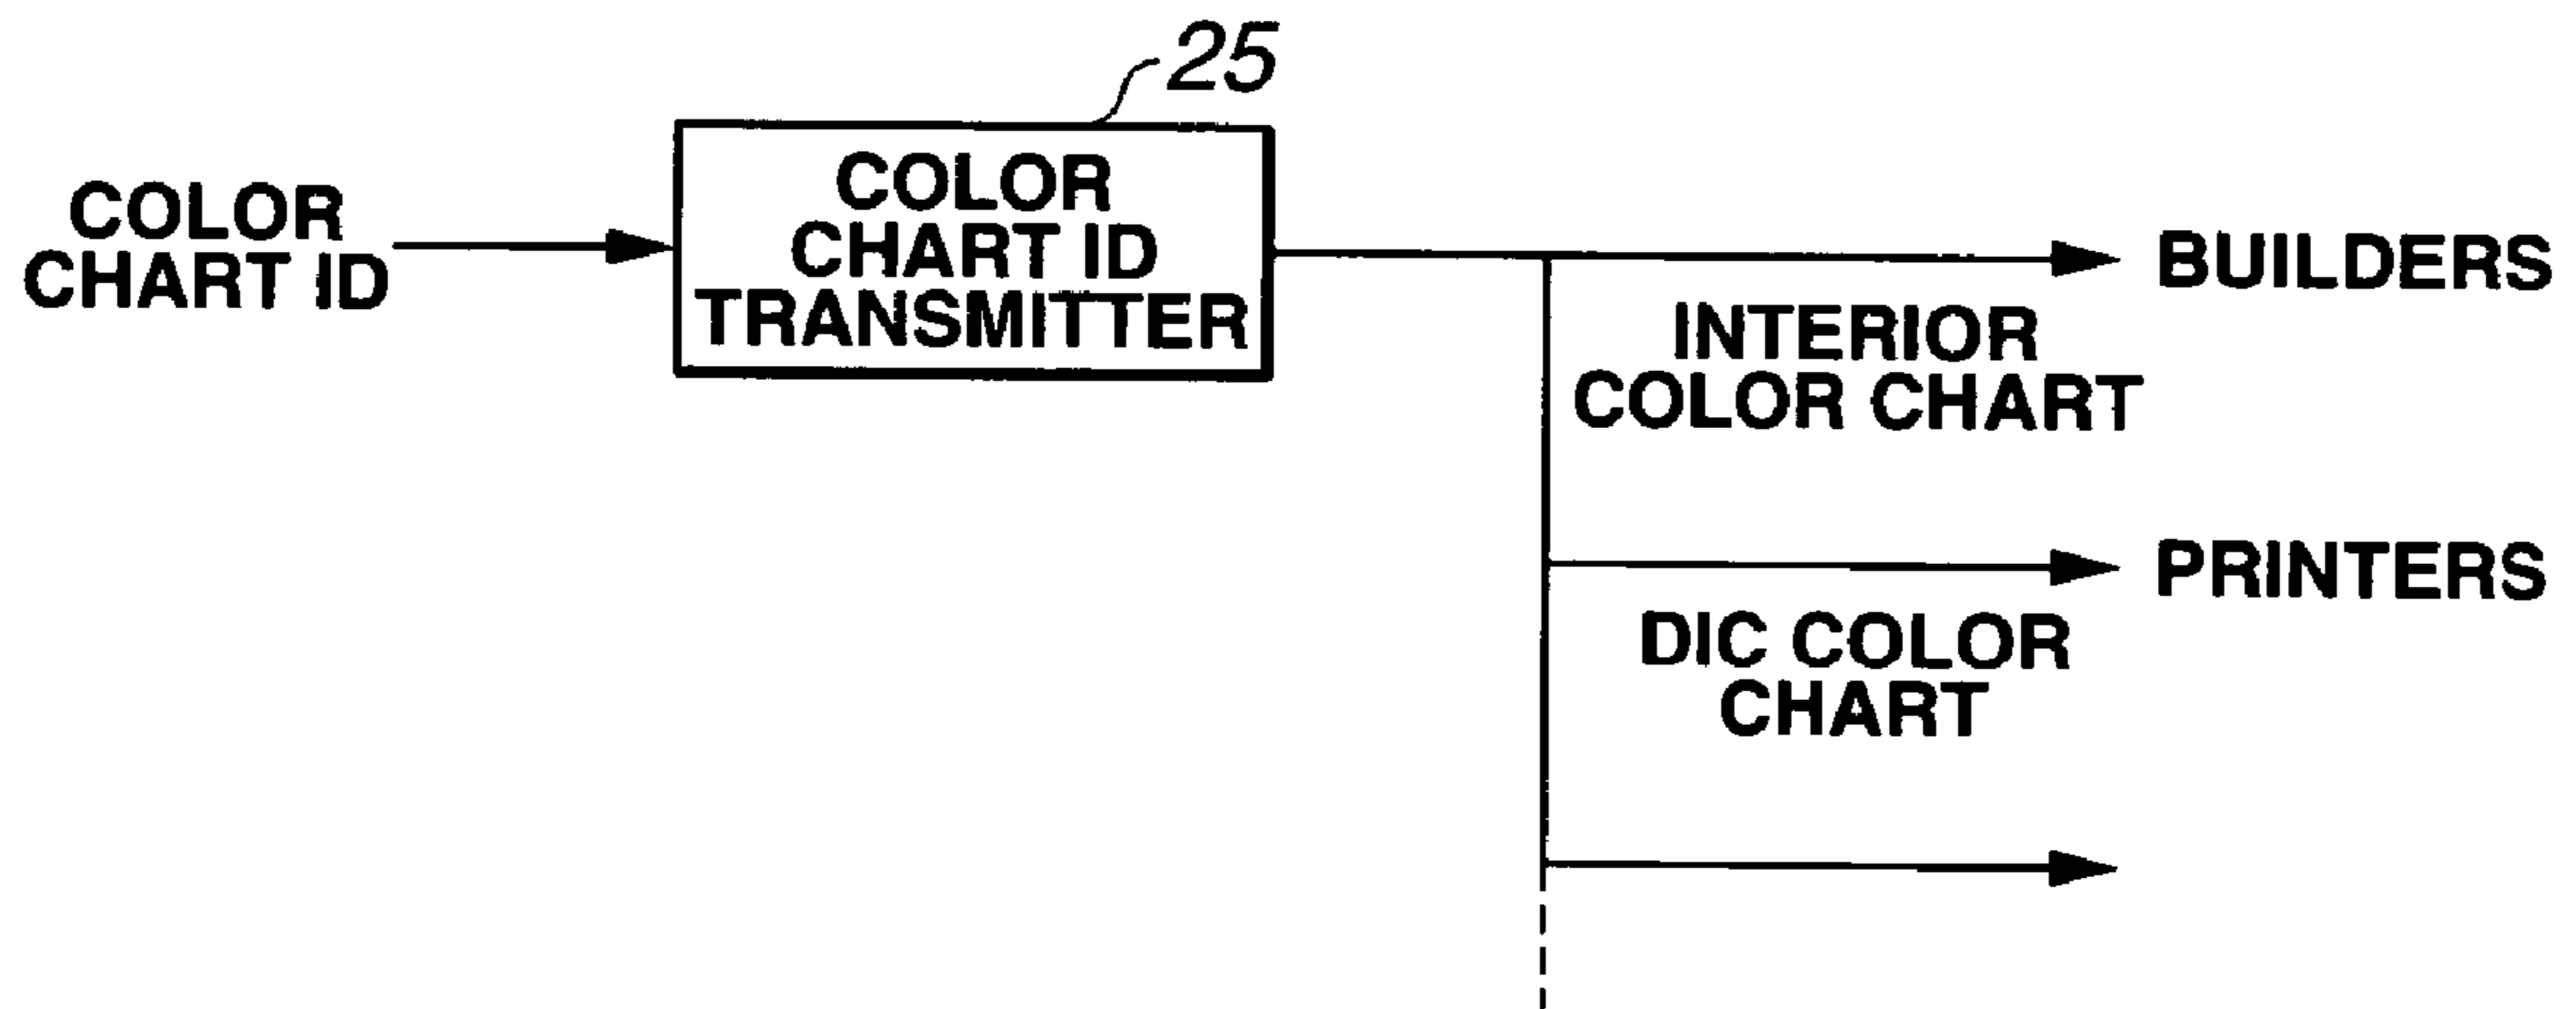 25
COLOR
CHART ID
COLOR
CHART ID
TRANSMITTER
BUILDERS
INTERIOR
COLOR CHART
PRINTERS
DIC COLOR
CHART